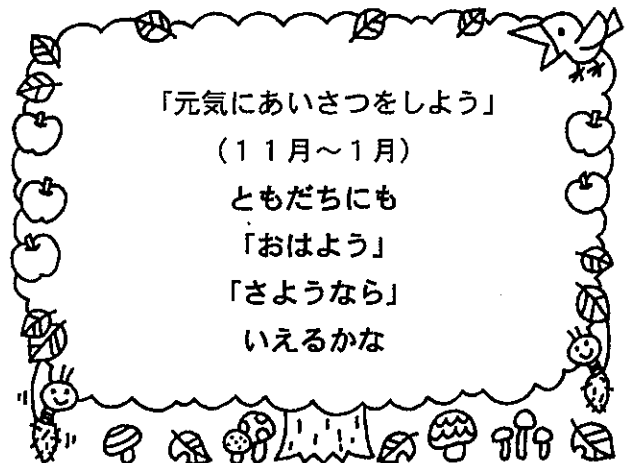 「元気にあいさつをしよう」
（１１月～１月）
ともだちにも
「おはよう」
「さようなら」
いえるかな